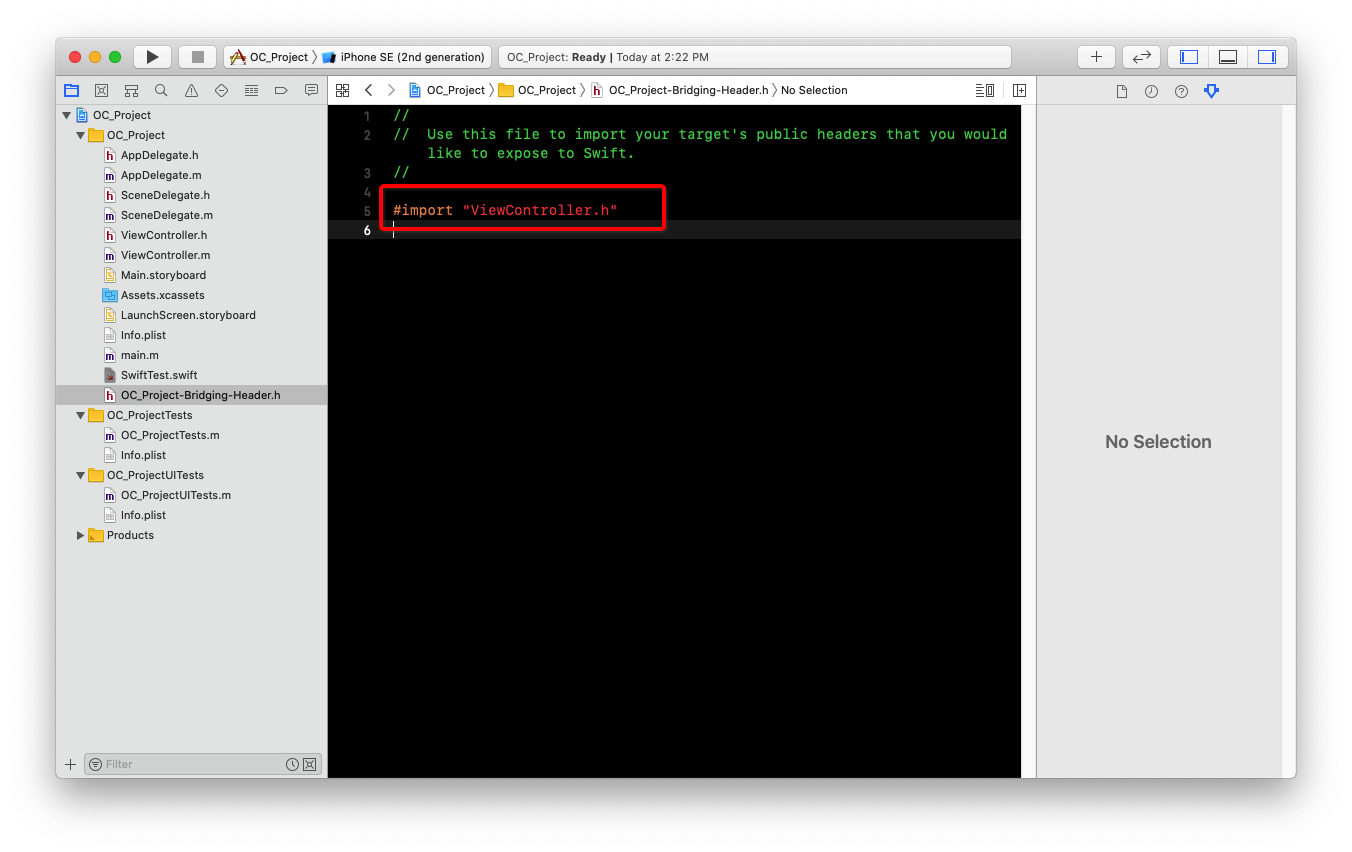 OC_Project 〉 iPhone SE (2nd generation)
OC_Project: Ready | Today at 2:22 PM
OC_Project 〉 OC_Project 〉 OC_Project-Bridging-Header.h 〉 No Selection
OC_Project
OC_Project
AppDelegate.h
AppDelegate.m
SceneDelegate.h
SceneDelegate.m
ViewController.h
ViewController.m
Main.storyboard
Assets.xcassets
LaunchScreen.storyboard
Info.plist
main.m
SwiftTest.swift
OC_Project-Bridging-Header.h
OC_ProjectTests
OC_ProjectTests.m
Info.plist
OC_ProjectUITests
OC_ProjectUITests.m
Info.plist
Products
Filter
1 //
2 //  Use this file to import your target's public headers that you would
like to expose to Swift.
3 //
4
5 #import "ViewController.h"
6
No Selection